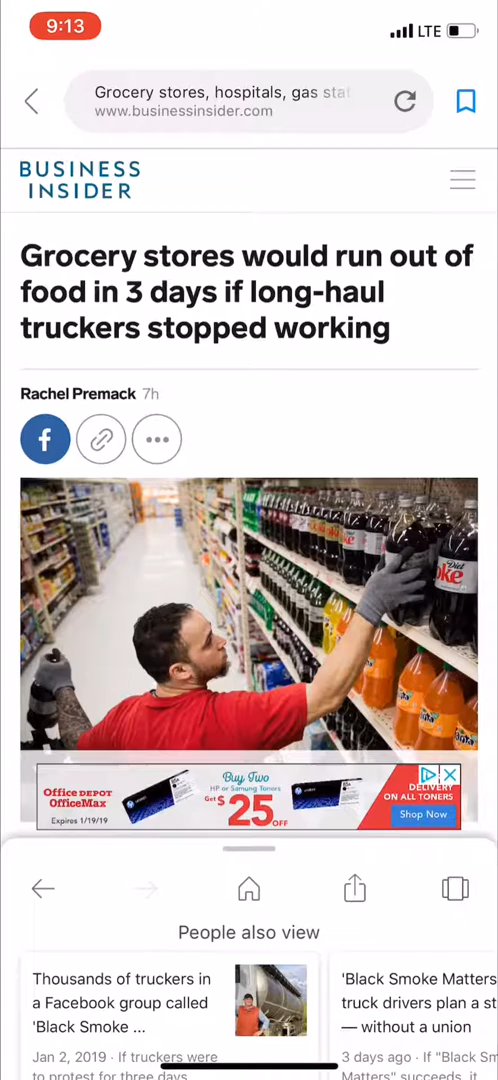 9:13
LTE
Grocery stores, hospitals, gas stat
www.businessinsider.com
BUSINESS
INSIDER
Grocery stores would run out of
food in 3 days if long-haul
truckers stopped working
Rachel Premack 7h
Diet
oke
Office DEPOT
OfficeMax
Expires 1/19/19
Buy Two
HP or Samsung Toners
Get $25 OFF
DELIVERY
ON ALL TONERS
Shop Now
People also view
Thousands of truckers in
a Facebook group called
'Black Smoke ...
Jan 2, 2019 · If truckers were
to protest for three days
'Black Smoke Matters
truck drivers plan a st
— without a union
3 days ago · If "Black Sm
Matters" succeeds, it